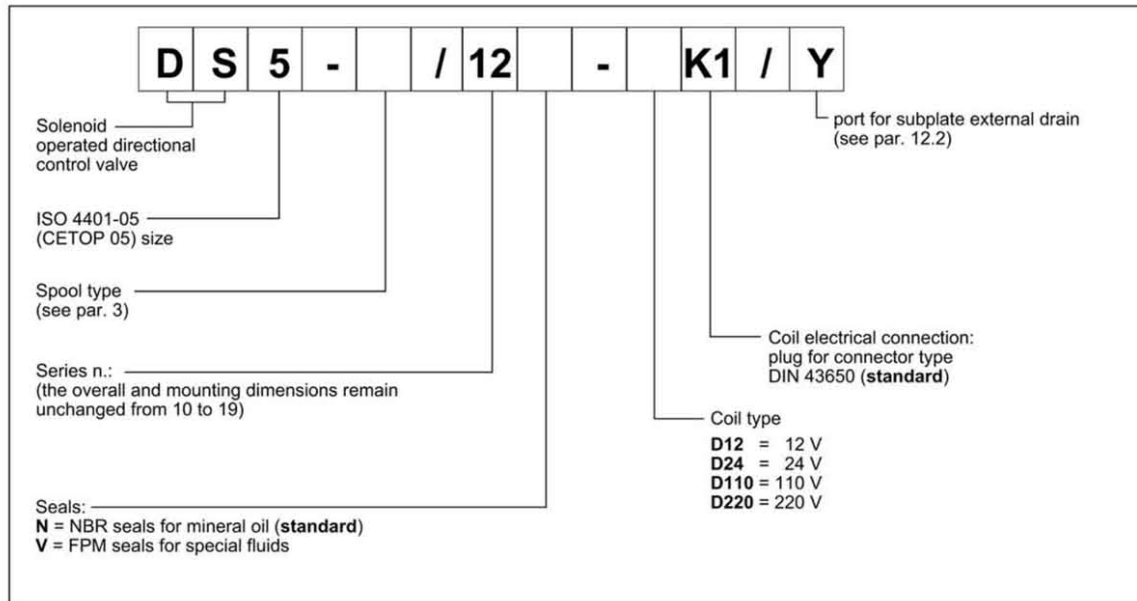 D S 5 - / 12 - K1 / Y
Solenoid
operated directional
control valve
port for subplate external drain
(see par. 12.2)
ISO 4401-05
(CETOP 05) size
Spool type
(see par. 3)
Coil electrical connection:
plug for connector type
DIN 43650 (standard)
Series n.:
(the overall and mounting dimensions remain
unchanged from 10 to 19)
Coil type
D12 = 12 V
D24 = 24 V
D110 = 110 V
D220 = 220 V
Seals:
N = NBR seals for mineral oil (standard)
V = FPM seals for special fluids